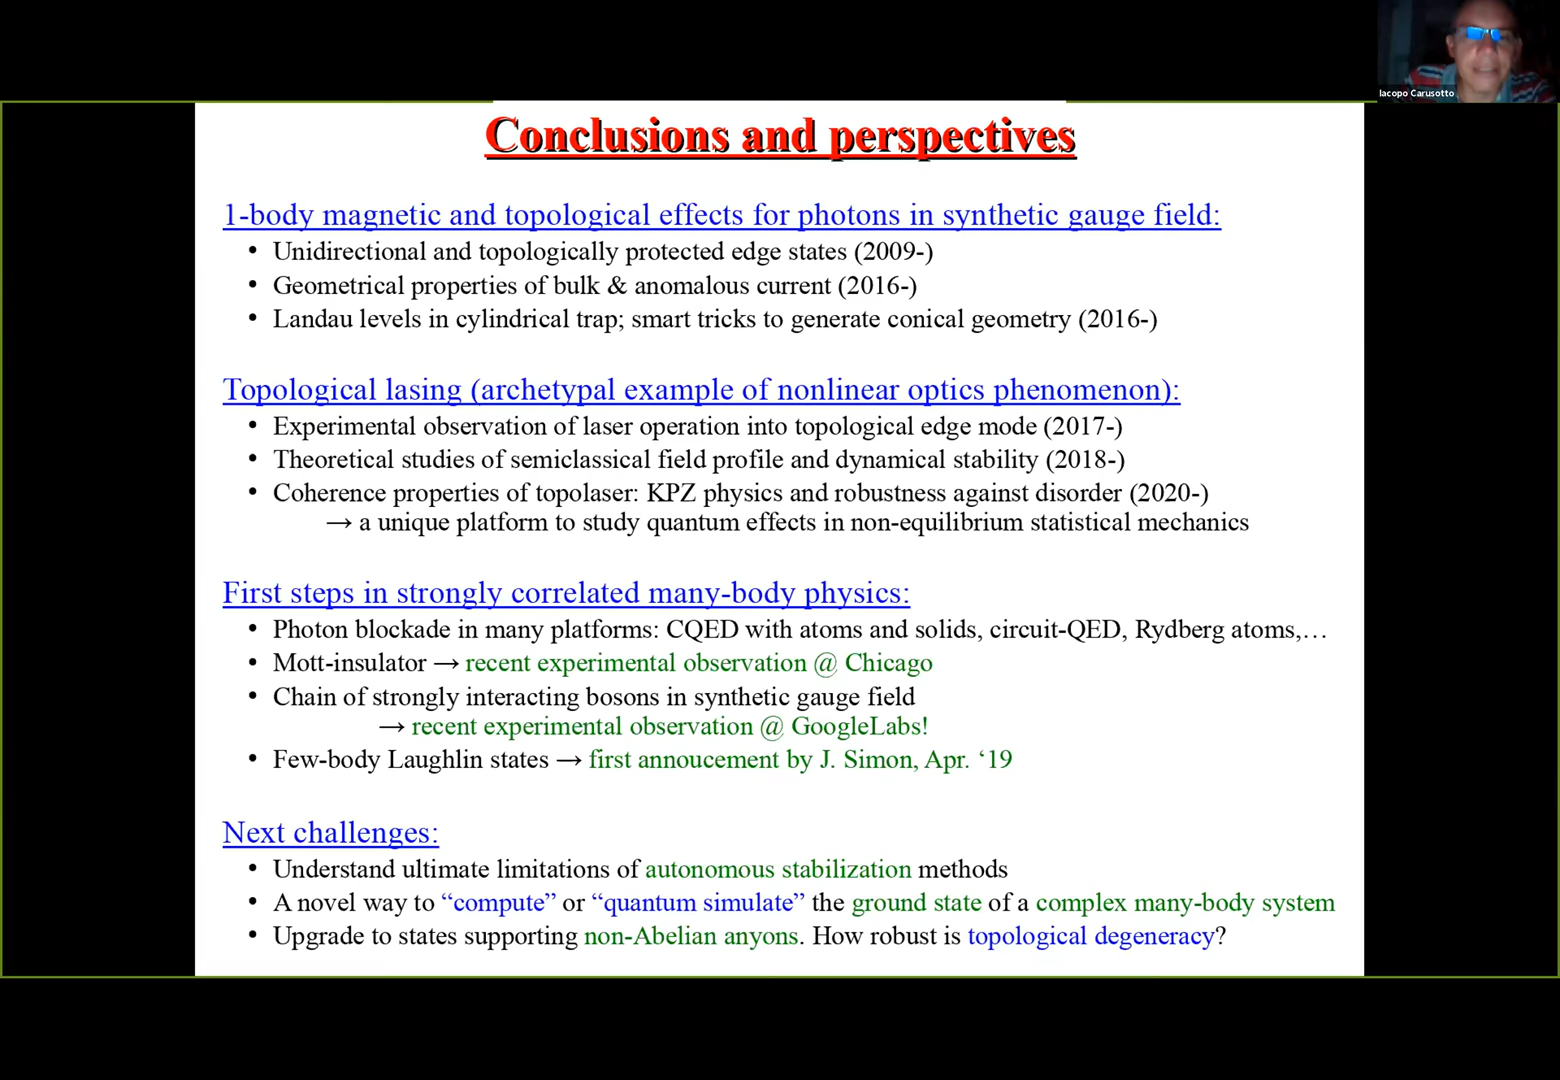 Iacopo Carusotto
Conclusions and perspectives
1-body magnetic and topological effects for photons in synthetic gauge field:
• Unidirectional and topologically protected edge states (2009-)
• Geometrical properties of bulk & anomalous current (2016-)
• Landau levels in cylindrical trap; smart tricks to generate conical geometry (2016-)
Topological lasing (archetypal example of nonlinear optics phenomenon):
• Experimental observation of laser operation into topological edge mode (2017-)
• Theoretical studies of semiclassical field profile and dynamical stability (2018-)
• Coherence properties of topolaser: KPZ physics and robustness against disorder (2020-)
→ a unique platform to study quantum effects in non-equilibrium statistical mechanics
First steps in strongly correlated many-body physics:
• Photon blockade in many platforms: CQED with atoms and solids, circuit-QED, Rydberg atoms,…
• Mott-insulator → recent experimental observation @ Chicago
• Chain of strongly interacting bosons in synthetic gauge field
→ recent experimental observation @ GoogleLabs!
• Few-body Laughlin states → first annoucement by J. Simon, Apr. ‘19
Next challenges:
• Understand ultimate limitations of autonomous stabilization methods
• A novel way to “compute” or “quantum simulate” the ground state of a complex many-body system
• Upgrade to states supporting non-Abelian anyons. How robust is topological degeneracy?